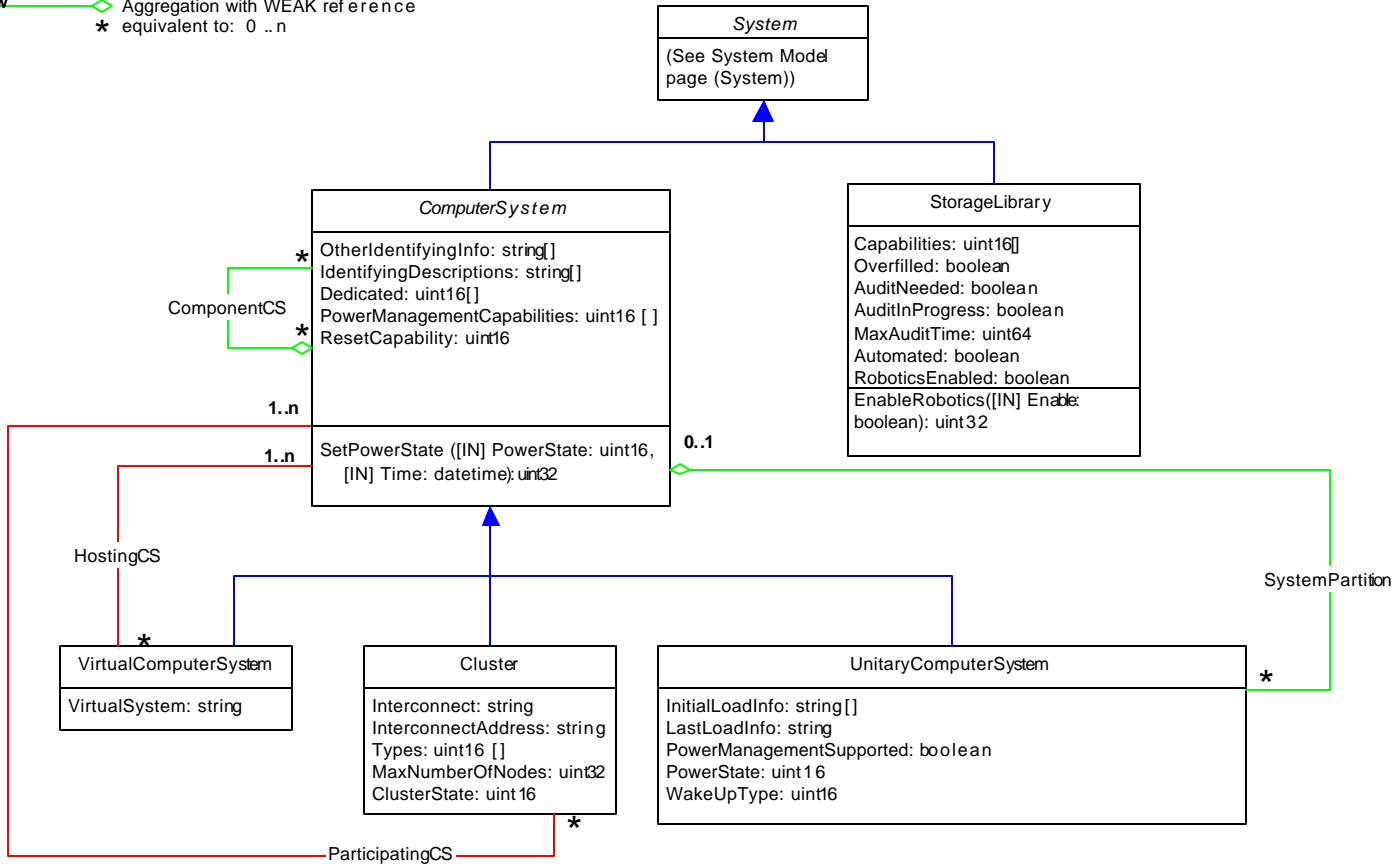 w
Aggregation with WEAK reference
* equivalent to: 0 .. n
System
(See System Model
page (System))
ComputerSystem
OtherIdentifyingInfo: string[]
IdentifyingDescriptions: string[]
Dedicated: uint16[]
PowerManagementCapabilities: uint16 [ ]
ResetCapability: uint16
SetPowerState ([IN] PowerState: uint16,
[IN] Time: datetime): uint32
StorageLibrary
Capabilities: uint16[]
Overfilled: boolean
AuditNeeded: boolean
AuditInProgress: boolean
MaxAuditTime: uint64
Automated: boolean
RoboticsEnabled: boolean
EnableRobotics([IN] Enable:
boolean): uint32
*
ComponentCS
*
1..n
1..n
0..1
HostingCS
*
SystemPartition
*
VirtualComputerSystem
VirtualSystem: string
Cluster
Interconnect: string
InterconnectAddress: string
Types: uint16 []
MaxNumberOfNodes: uint32
ClusterState: uint16
*
UnitaryComputerSystem
InitialLoadInfo: string[]
LastLoadInfo: string
PowerManagementSupported: boolean
PowerState: uint16
WakeUpType: uint16
ParticipatingCS